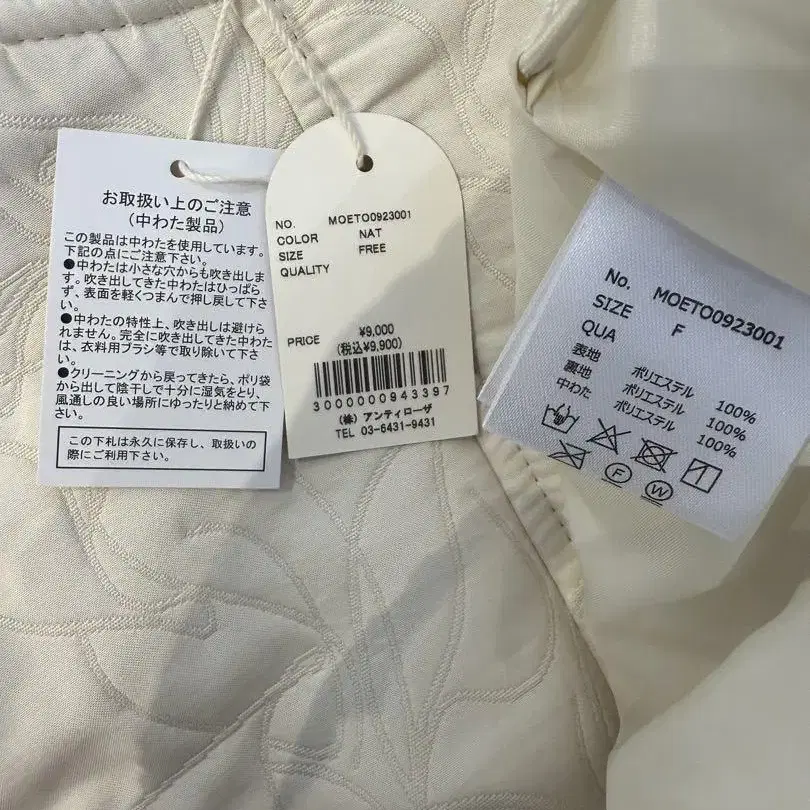 お取扱い上のご注意
(中わた製品)
この製品は中わたを使用しています。
下記の点にご注意下さい。
●中わたは小さな穴からも吹き出しま
す。吹き出してきた中わたはひっぱら
ず、表面を軽くつまんで押し戻して下さ
い。
●中わたの特性上、吹き出しは避けら
れません。完全に吹き出してきた中わた
は、衣料用ブラシ等で取り除いて下さ
い。
●クリーニングから戻ってきたら、ポリ袋
から出して陰干しで十分に湿気をとり、
風通しの良い場所にゆったりと納めて下
さい。
この下札は永久に保存し、取扱いの
際にご利用下さい。
NO. MOETO0923001
COLOR NAT
SIZE FREE
QUALITY
PRICE ¥9,000
(税込¥9,900)
3000000943397
(株) アンティローザ
TEL 03-6431-9431
No. MOETO0923001
SIZE F
QUA
表地 ポリエステル 100%
裏地 ポリエステル 100%
中わた ポリエステル 100%
F W